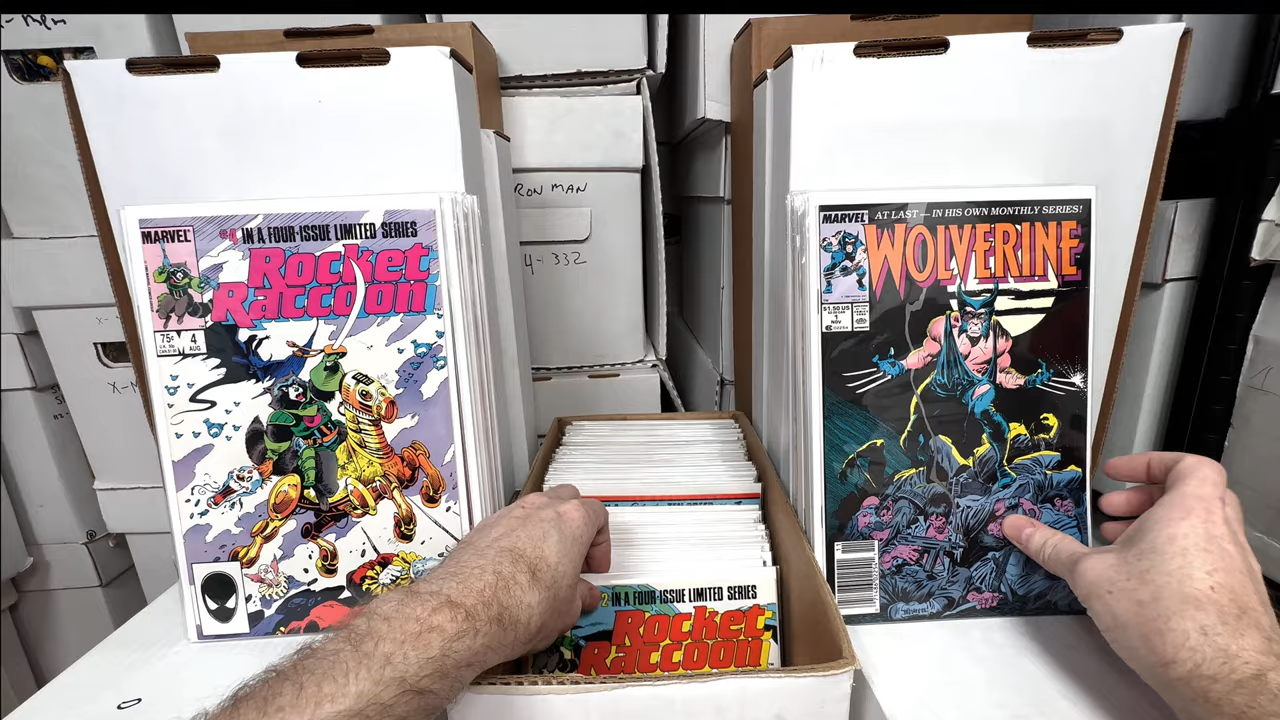 RON MAN
4-332
X-M
MARVEL
#4 IN A FOUR-ISSUE LIMITED SERIES
Rocket
Raccoon
75¢
4
AUG
MARVEL
AT LAST — IN HIS OWN MONTHLY SERIES!
WOLVERINE
$1.50 US
1
NOV
2 IN A FOUR-ISSUE LIMITED SERIES
Rocket
Raccoon